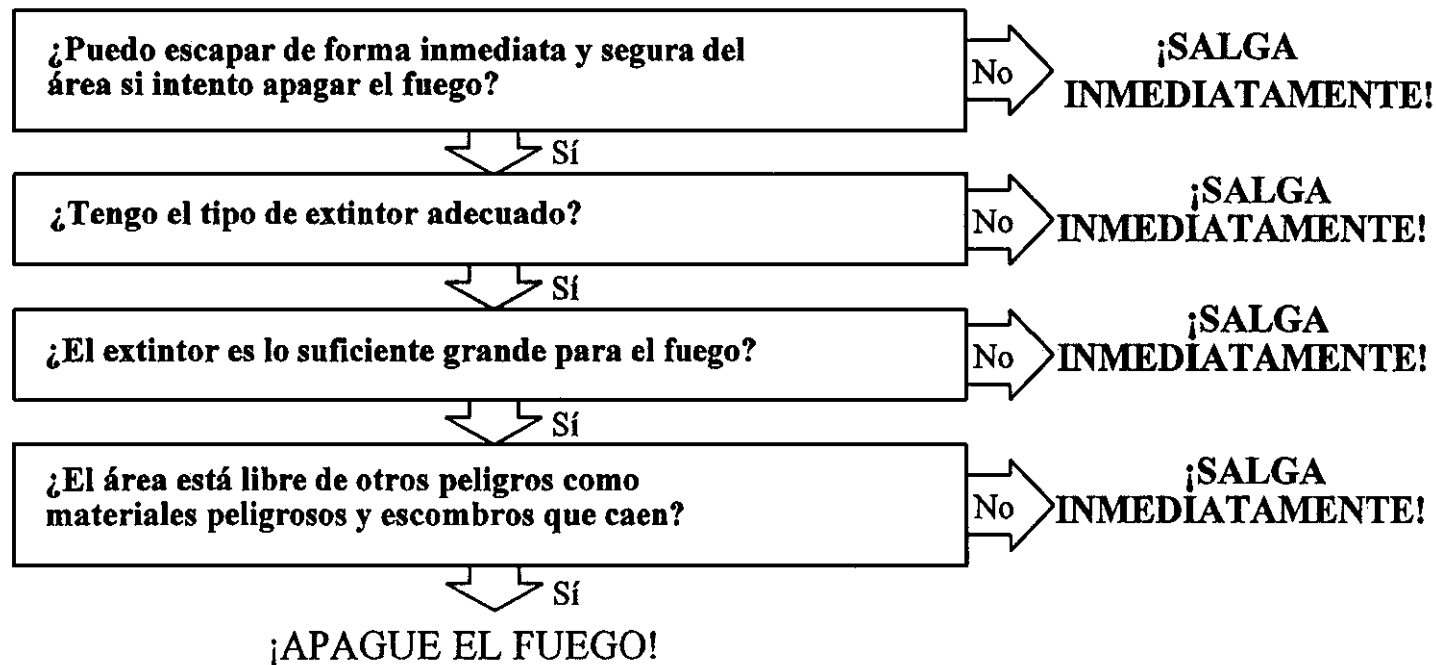 ¿Puedo escapar de forma inmediata y segura del
área si intento apagar el fuego?
No
¡SALGA
INMEDIATAMENTE!
Sí
¿Tengo el tipo de extintor adecuado?
No
¡SALGA
INMEDIATAMENTE!
Sí
¿El extintor es lo suficiente grande para el fuego?
No
¡SALGA
INMEDIATAMENTE!
Sí
¿El área está libre de otros peligros como
materiales peligrosos y escombros que caen?
No
¡SALGA
INMEDIATAMENTE!
Sí
¡APAGUE EL FUEGO!